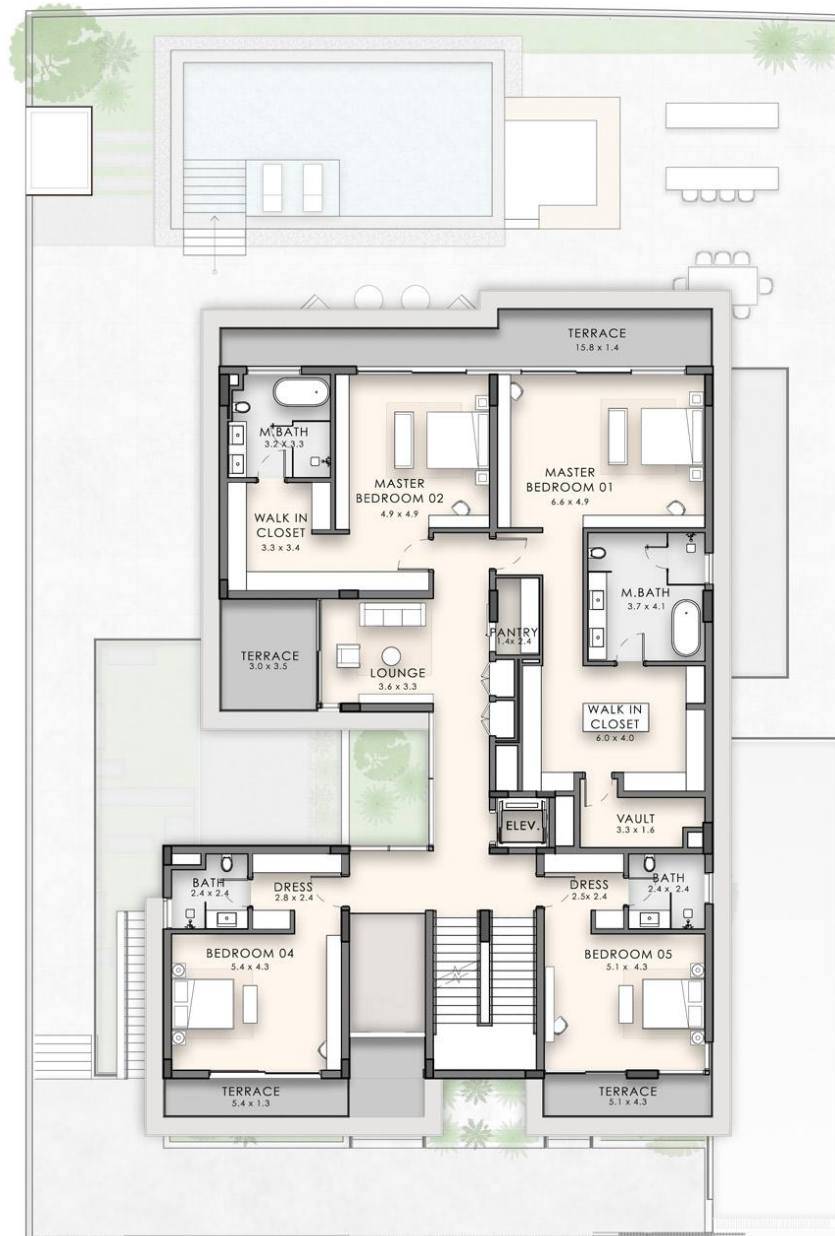 TERRACE
15.8 x 1.4
M.BATH
3.2 x 3.3
MASTER
BEDROOM 02
4.9 x 4.9
MASTER
BEDROOM 01
6.6 x 4.9
WALK IN
CLOSET
3.3 x 3.4
M.BATH
3.7 x 4.1
PANTRY
1.4x 2.4
TERRACE
3.0 x 3.5
LOUNGE
3.6 x 3.3
WALK IN
CLOSET
6.0 x 4.0
ELEV.
VAULT
3.3 x 1.6
BATH
2.4 x 2.4
DRESS
2.8 x 2.4
DRESS
2.5x 2.4
BATH
2.4 x 2.4
BEDROOM 04
5.4 x 4.3
BEDROOM 05
5.1 x 4.3
TERRACE
5.4 x 1.3
TERRACE
5.1 x 4.3